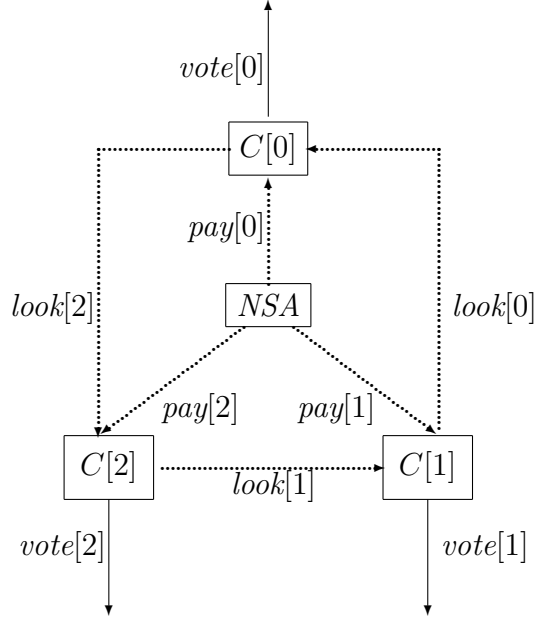 vote[0]
C[0]
pay[0]
look[2]
NSA
look[0]
pay[2]
pay[1]
C[2]
C[1]
look[1]
vote[2]
vote[1]